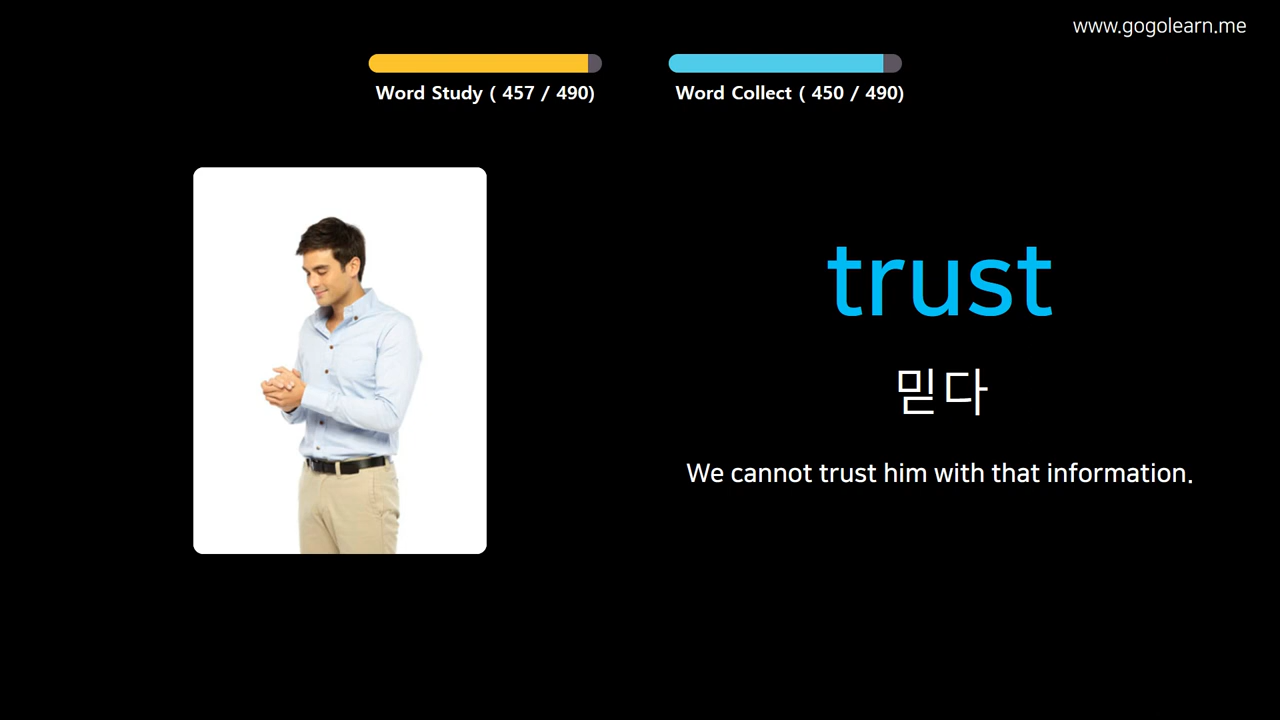 www.gogolearn.me
Word Study ( 457 / 490)
Word Collect ( 450 / 490)
trust
믿다
We cannot trust him with that information.